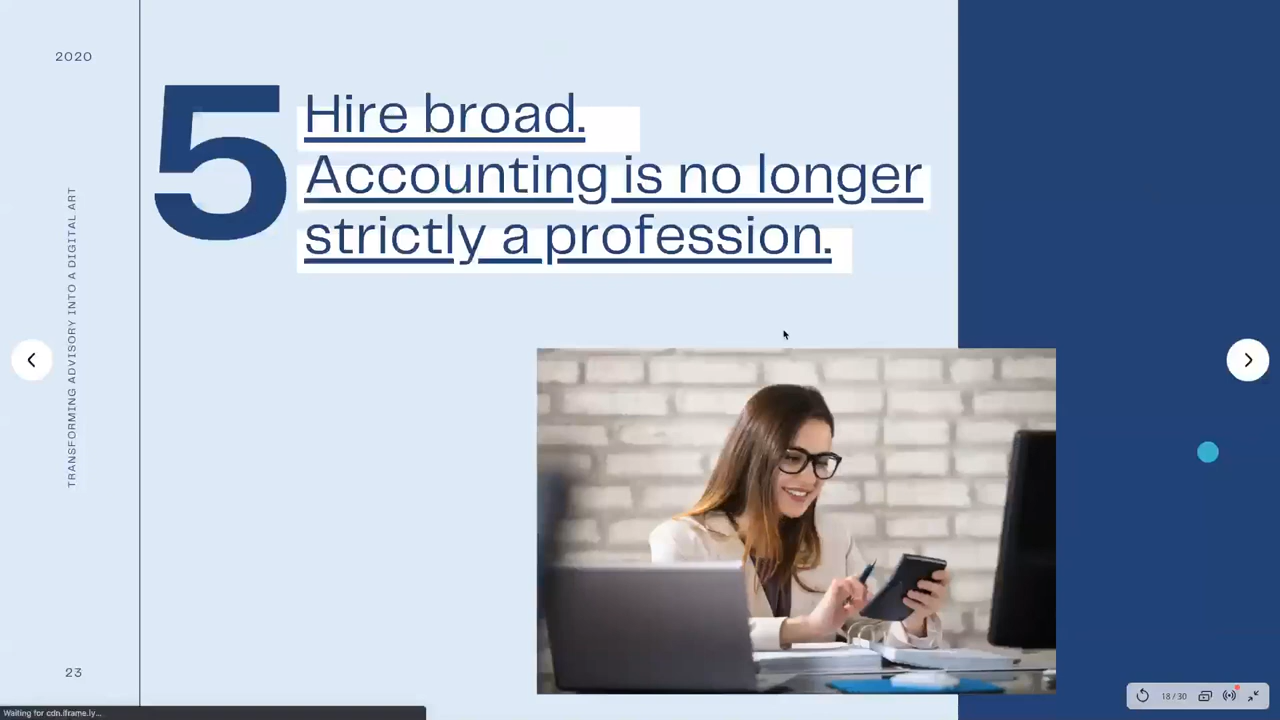 2020
5
Hire broad.
Accounting is no longer
strictly a profession.
TRANSFORMING ADVISORY INTO A DIGITAL ART
23
18 / 30
Waiting for cdn.iframe.ly...